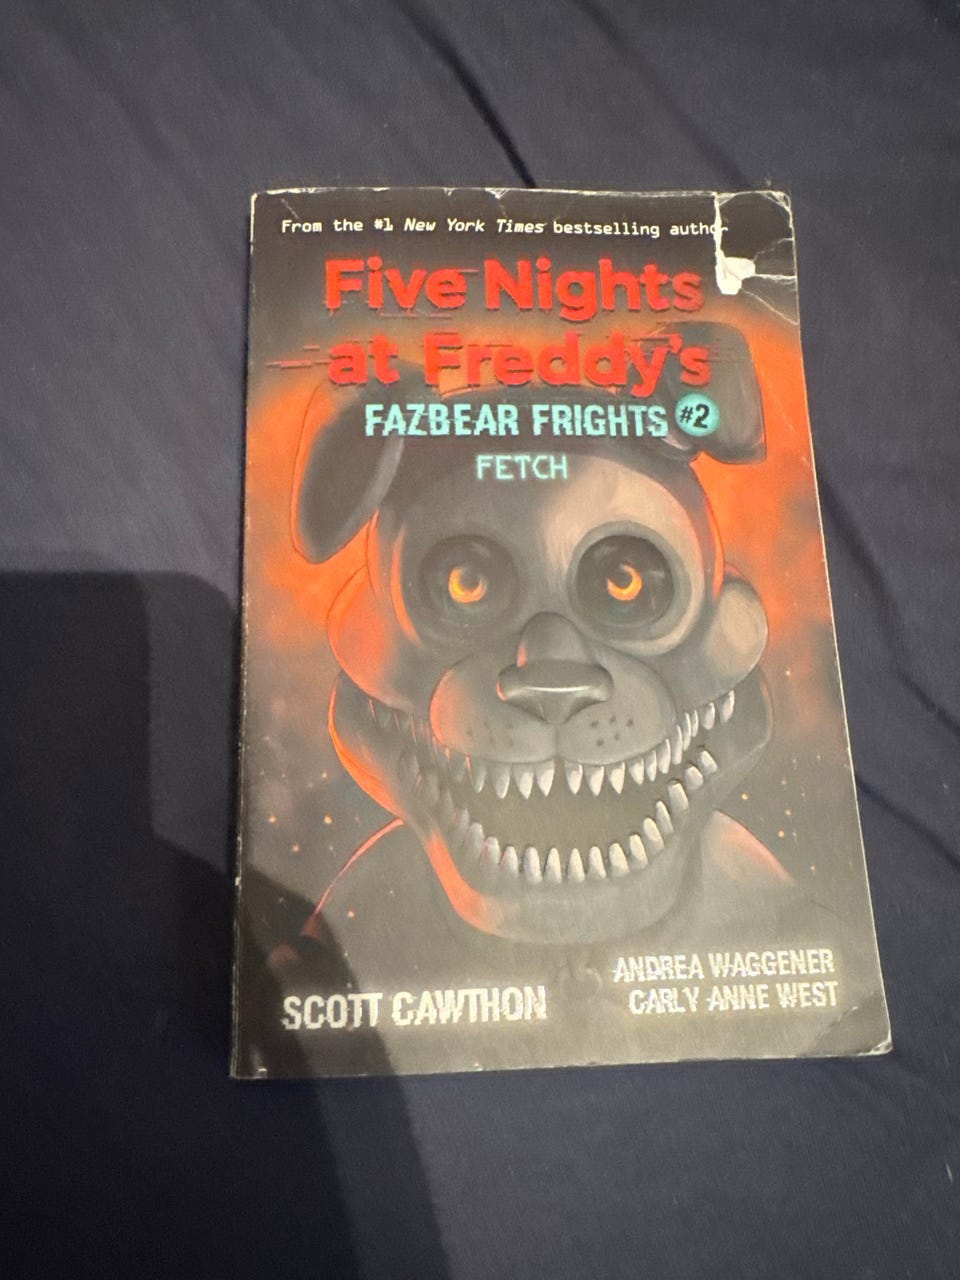 From the #1 New York Times bestselling author
Five Nights
at Freddy's
FAZBEAR FRIGHTS #2
FETCH
ANDREA WAGGENER
SCOTT CAWTHON CARLY ANNE WEST